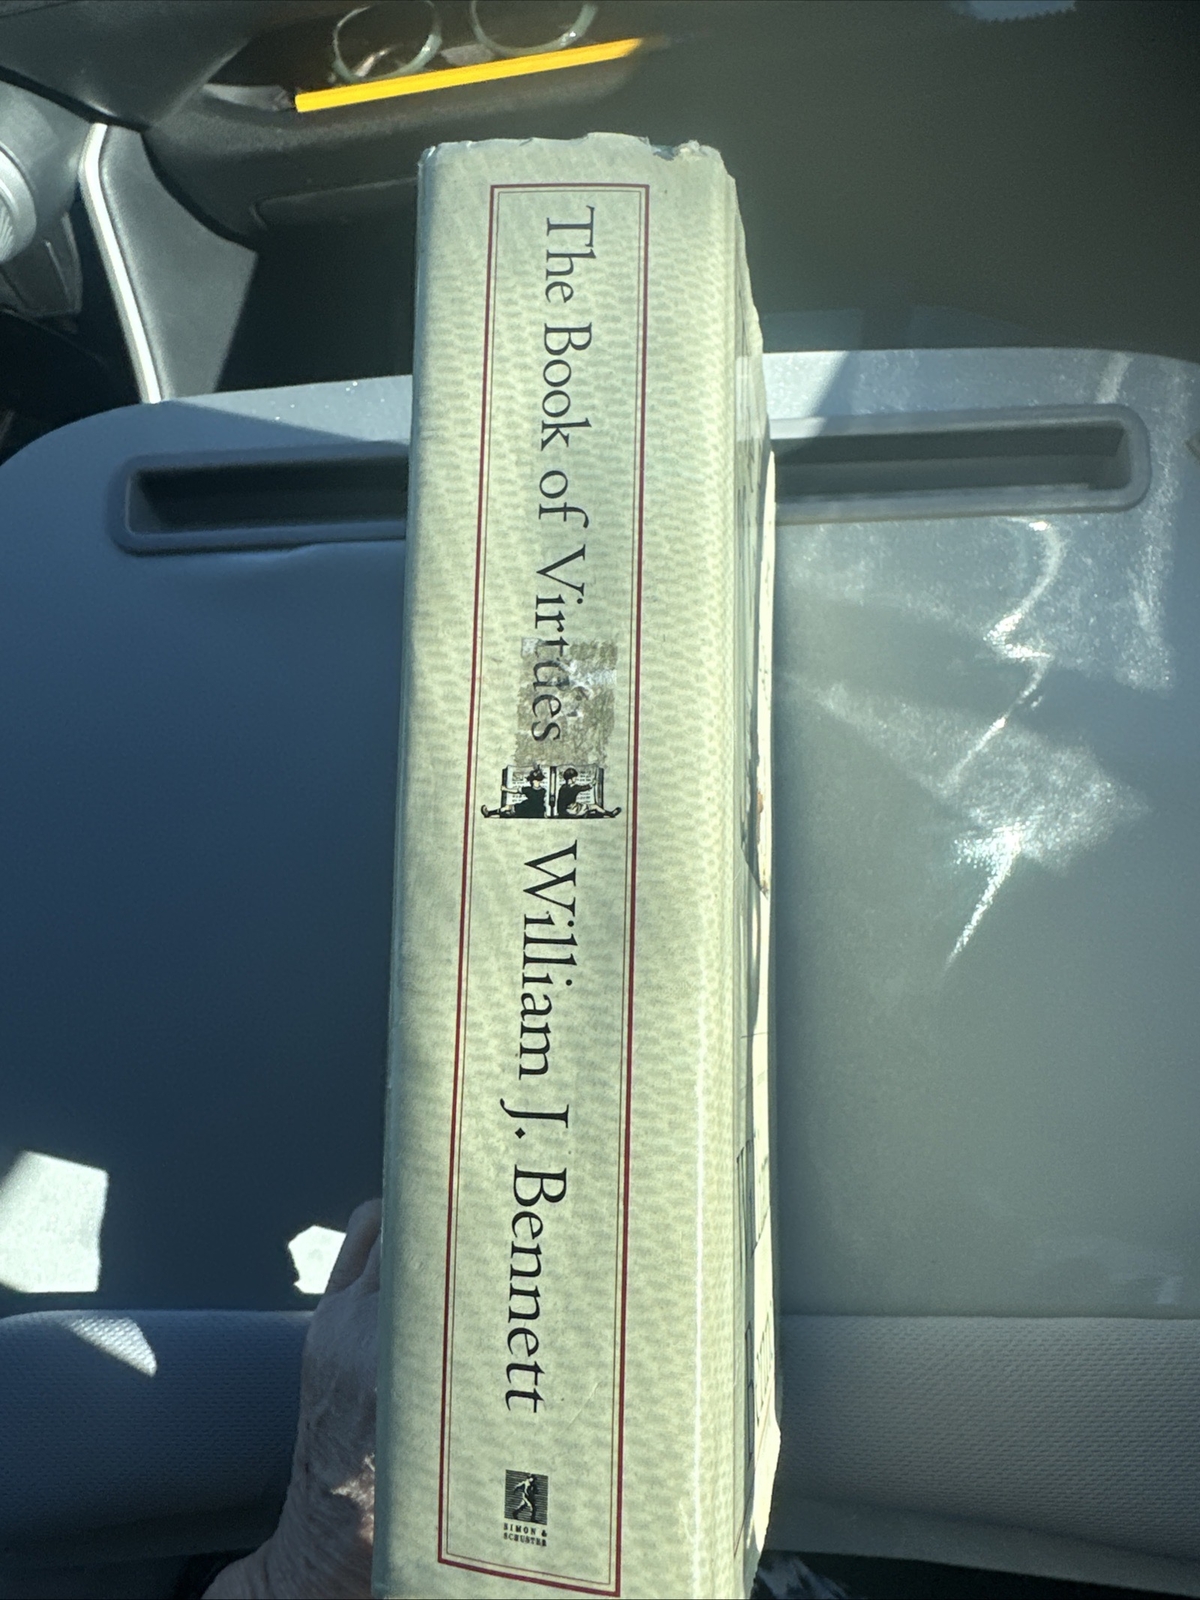 The Book of Virtues
William J. Bennett
SIMON &
SCHUSTER